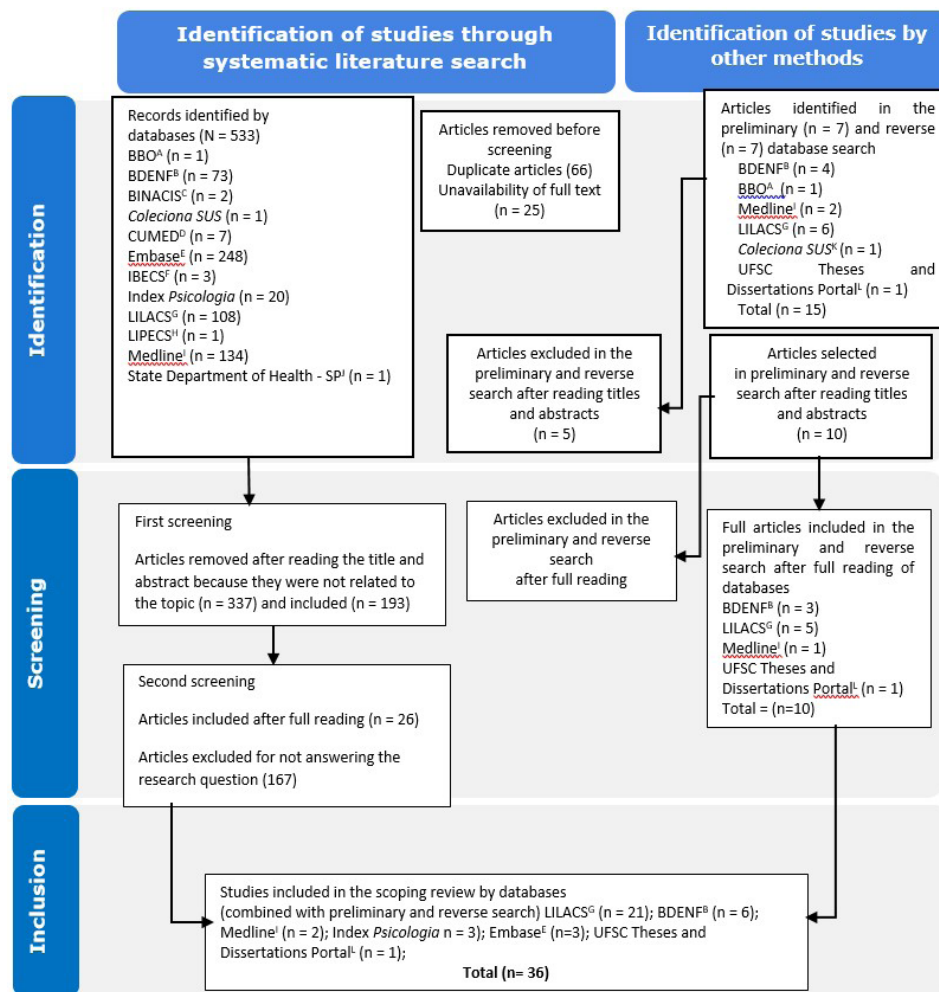 Identification of studies through
systematic literature search
Identification of studies by
other methods
Identification
Records identified by
databases (N = 533)
BBOᴬ (n = 1)
BDENFᴮ (n = 73)
BINACISᶜ (n = 2)
Coleciona SUS (n = 1)
CUMEDᴰ (n = 7)
Embaseᴱ (n = 248)
IBECSᶠ (n = 3)
Index Psicologia (n = 20)
LILACSᴳ (n = 108)
LIPECSᴴ (n = 1)
Medlineᴵ (n = 134)
State Department of Health - SPᴶ (n = 1)
Articles removed before
screening
Duplicate articles (66)
Unavailability of full text
(n = 25)
Articles identified in the
preliminary (n = 7) and reverse
(n = 7) database search
BDENFᴮ (n = 4)
BBOᴬ (n = 1)
Medlineᴵ (n = 2)
LILACSᴳ (n = 6)
Coleciona SUSᴷ (n = 1)
UFSC Theses and
Dissertations Portalᴸ (n = 1)
Total (n = 15)
Articles excluded in the
preliminary and reverse
search after reading titles
and abstracts
(n = 5)
Articles selected
in preliminary and reverse
search after reading titles
and abstracts
(n = 10)
Screening
First screening
Articles removed after reading the title and
abstract because they were not related to
the topic (n = 337) and included (n = 193)
Articles excluded in the
preliminary and reverse
search
after full reading
Full articles included in the
preliminary and reverse
search after full reading of
databases
BDENFᴮ (n = 3)
LILACSᴳ (n = 5)
Medlineᴵ (n = 1)
UFSC Theses and
Dissertations Portalᴸ (n = 1)
Total = (n=10)
Second screening
Articles included after full reading (n = 26)
Articles excluded for not answering the
research question (167)
Inclusion
Studies included in the scoping review by databases
(combined with preliminary and reverse search) LILACSᴳ (n = 21); BDENFᴮ (n = 6);
Medlineᴵ (n = 2); Index Psicologia n = 3); Embaseᴱ (n=3); UFSC Theses and
Dissertations Portalᴸ (n = 1);
Total (n= 36)